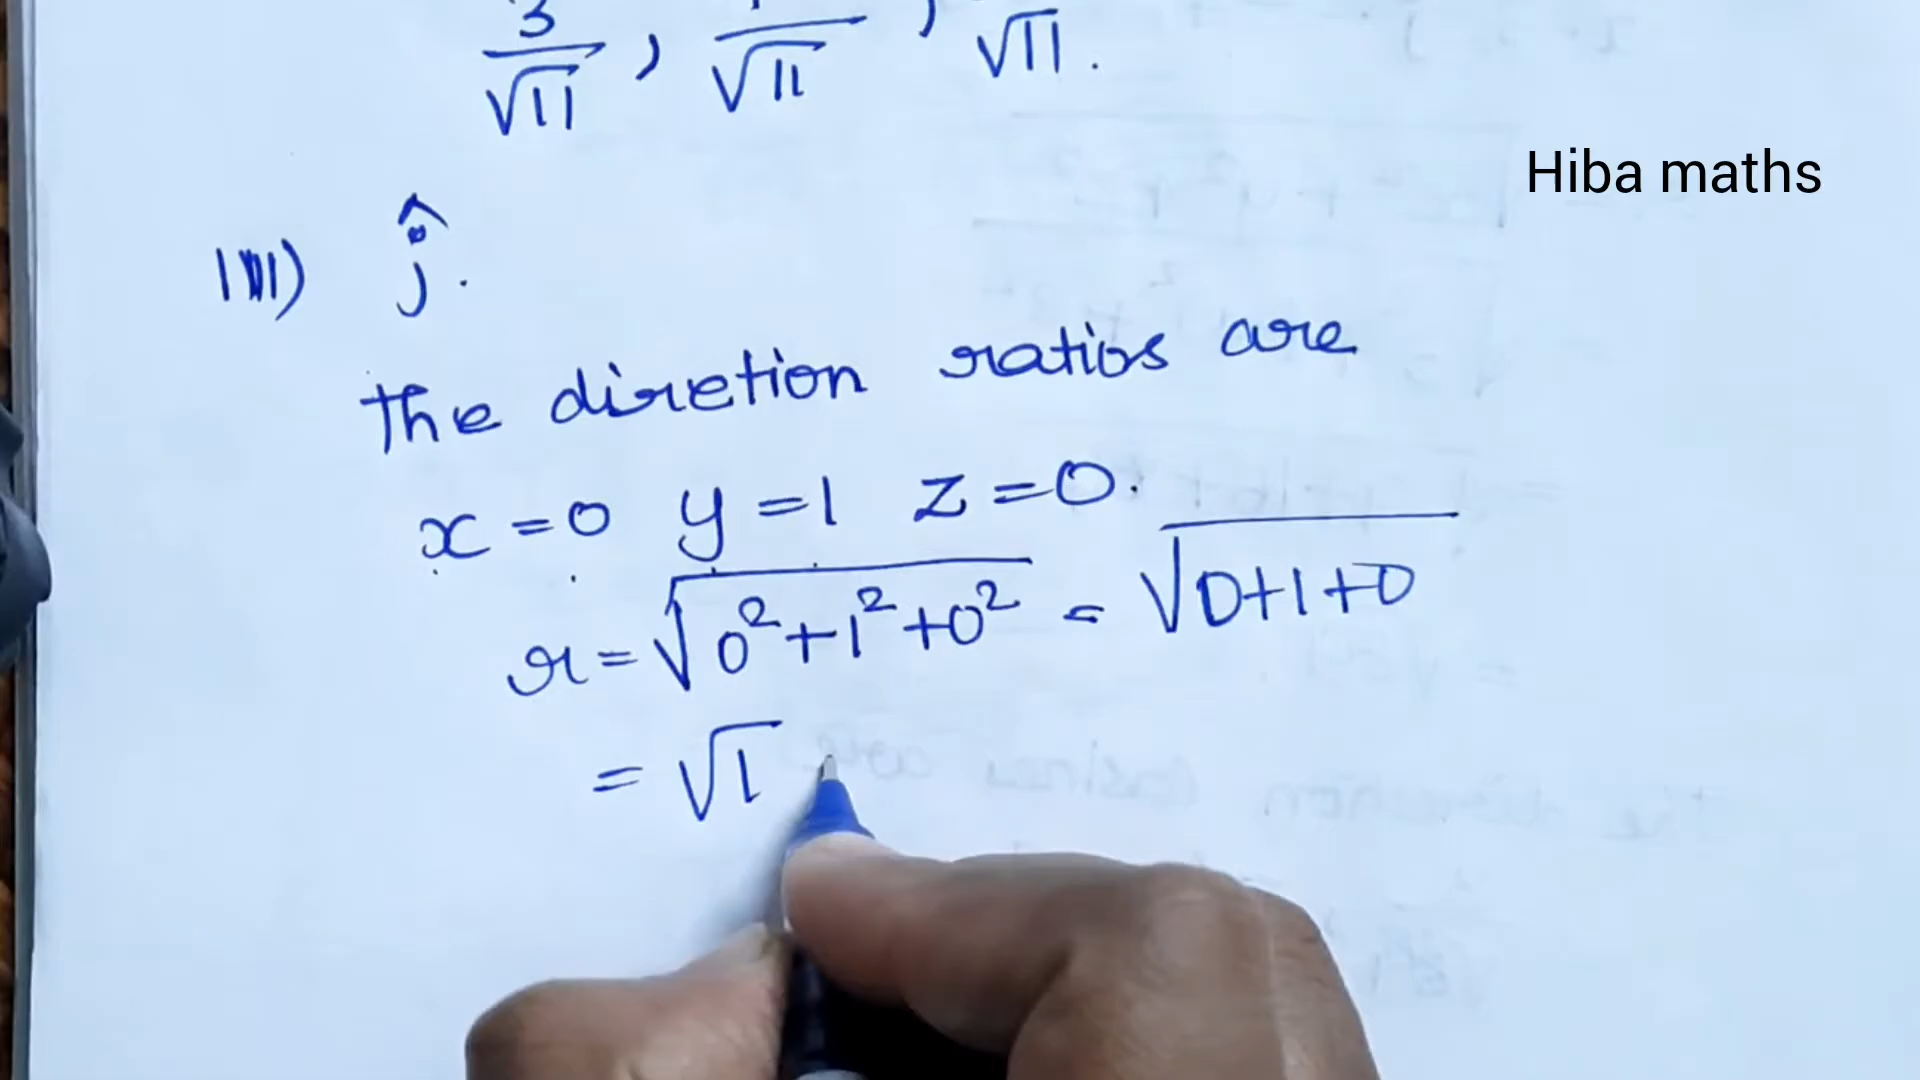 3/√11 , /√11 , √11 .
Hiba maths
iii) ĵ .
The diretion ratios are
x = 0 y = 1 z = 0 .
r = √0²+1²+0² = √0+1+0
= √1